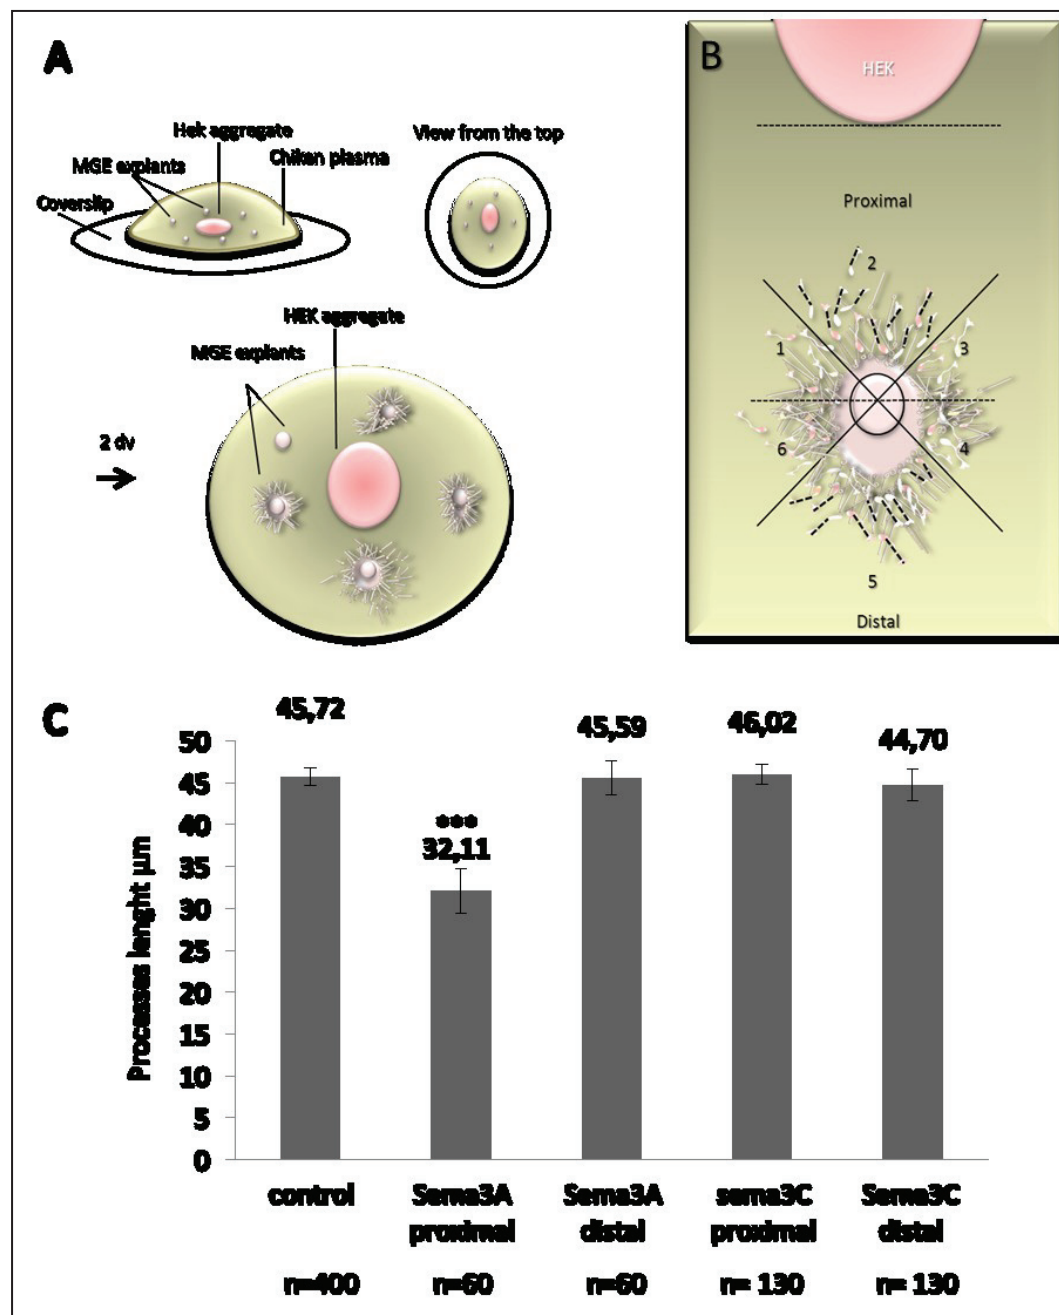 A
Hek aggregate
MGE explants
Chiken plasma
Coverslip
View from the top
HEK aggregate
MGE explants
2 dv
B
HEK
Proximal
2
1
3
6
4
5
Distal
C
45,72
45,59
46,02
44,70
***
32,11
Processes lenght µm
50
45
40
35
30
25
20
15
10
5
0
control
Sema3A
proximal
Sema3A
distal
sema3C
proximal
Sema3C
distal
n=400
n=60
n=60
n= 130
n= 130